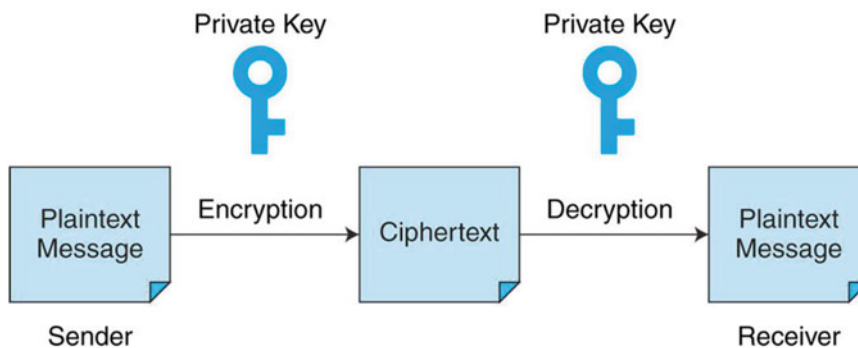 Private Key
Private Key
Plaintext
Message
Encryption
Ciphertext
Decryption
Plaintext
Message
Sender
Receiver